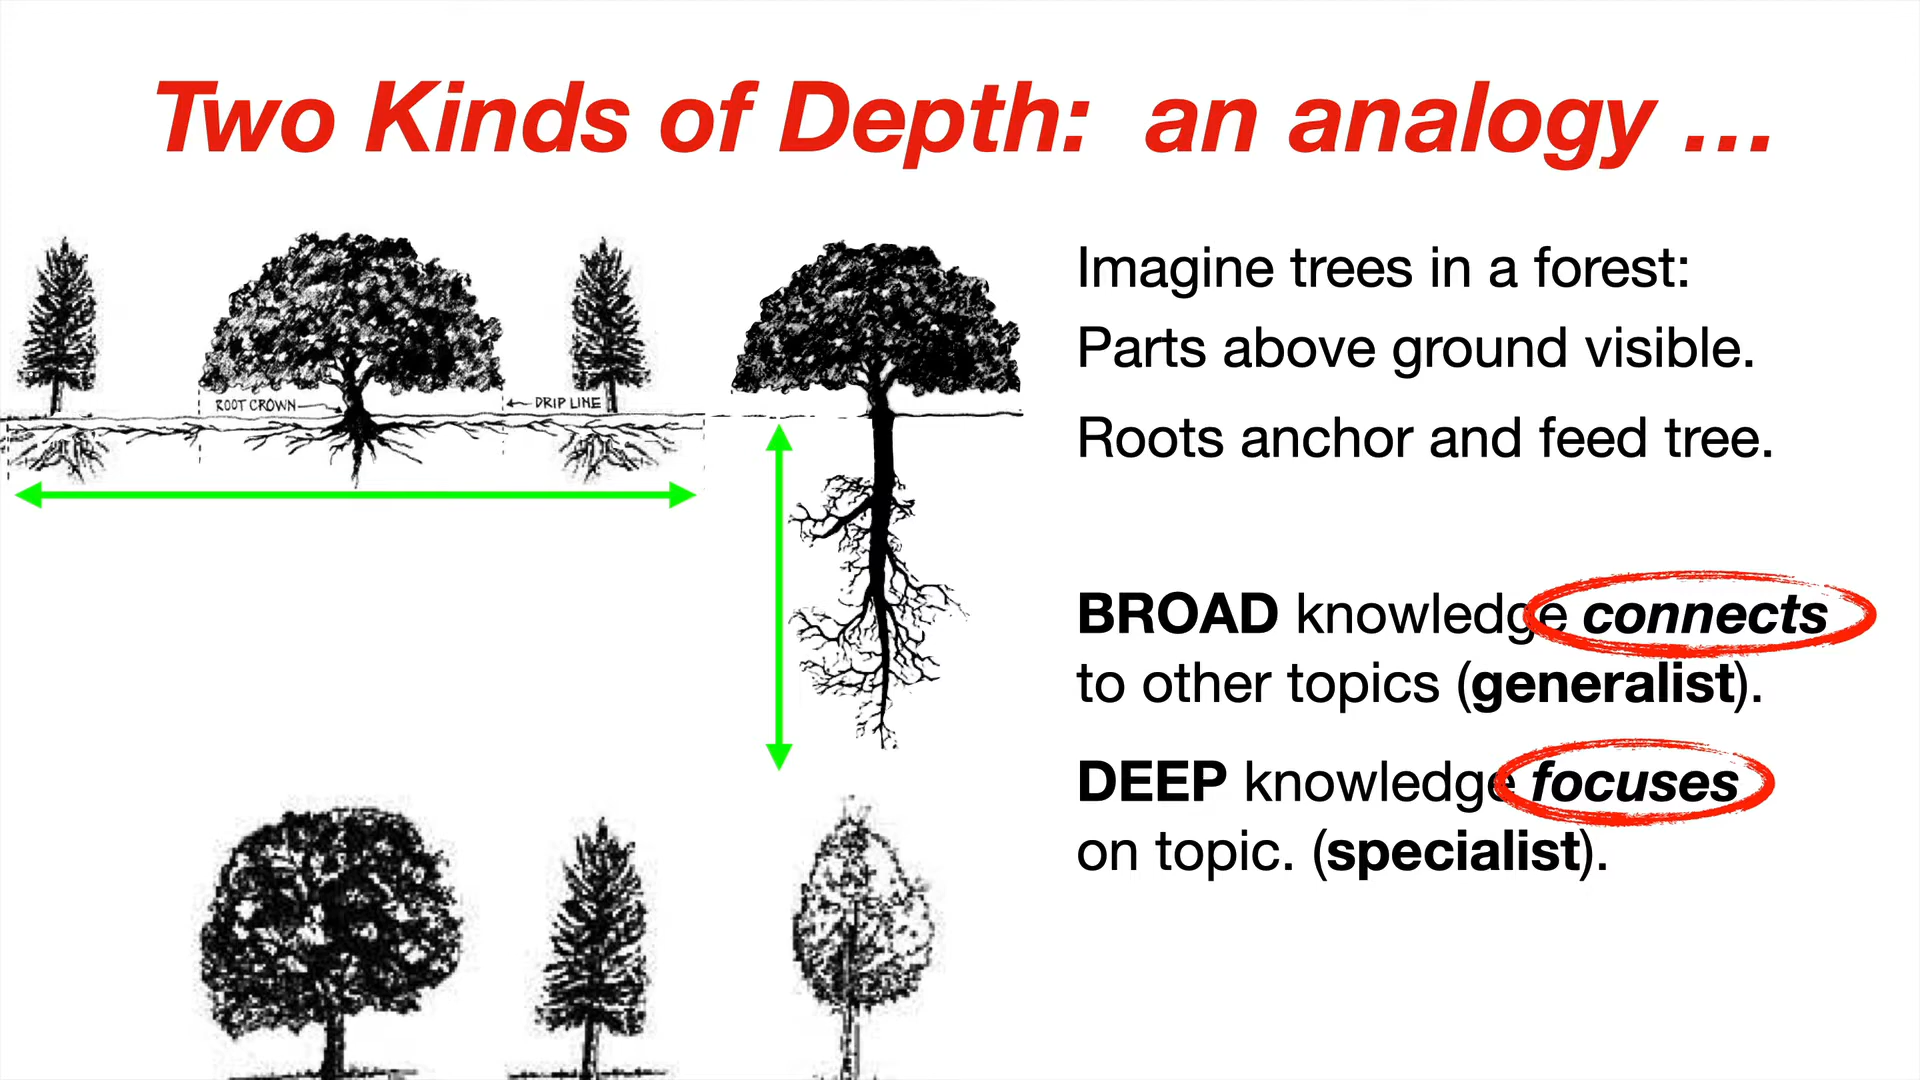 Two Kinds of Depth: an analogy ...
ROOT CROWN
DRIP LINE
Imagine trees in a forest:
Parts above ground visible.
Roots anchor and feed tree.
BROAD knowledge connects
to other topics (generalist).
DEEP knowledge focuses
on topic. (specialist).